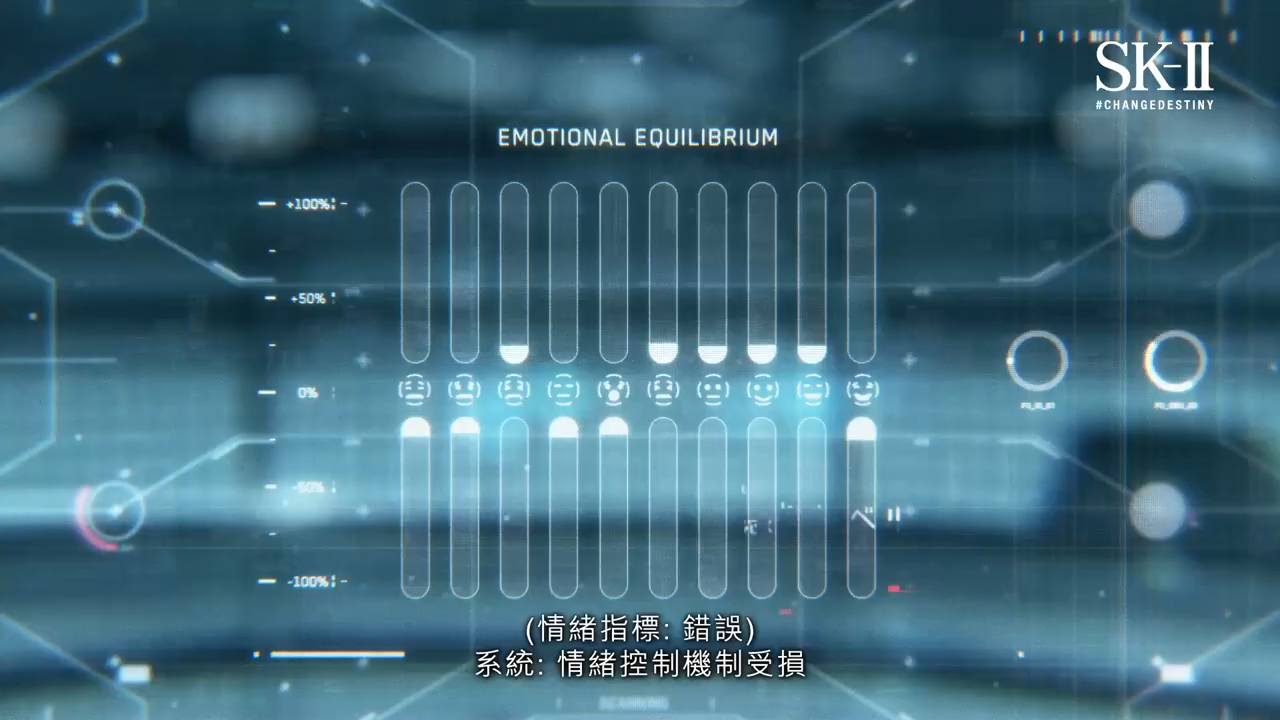 SK-II
#CHANGEDESTINY
EMOTIONAL EQUILIBRIUM
+100%
+50%
0%
-50%
-100%
(情緒指標: 錯誤)
系統: 情緒控制機制受損
SCANNING